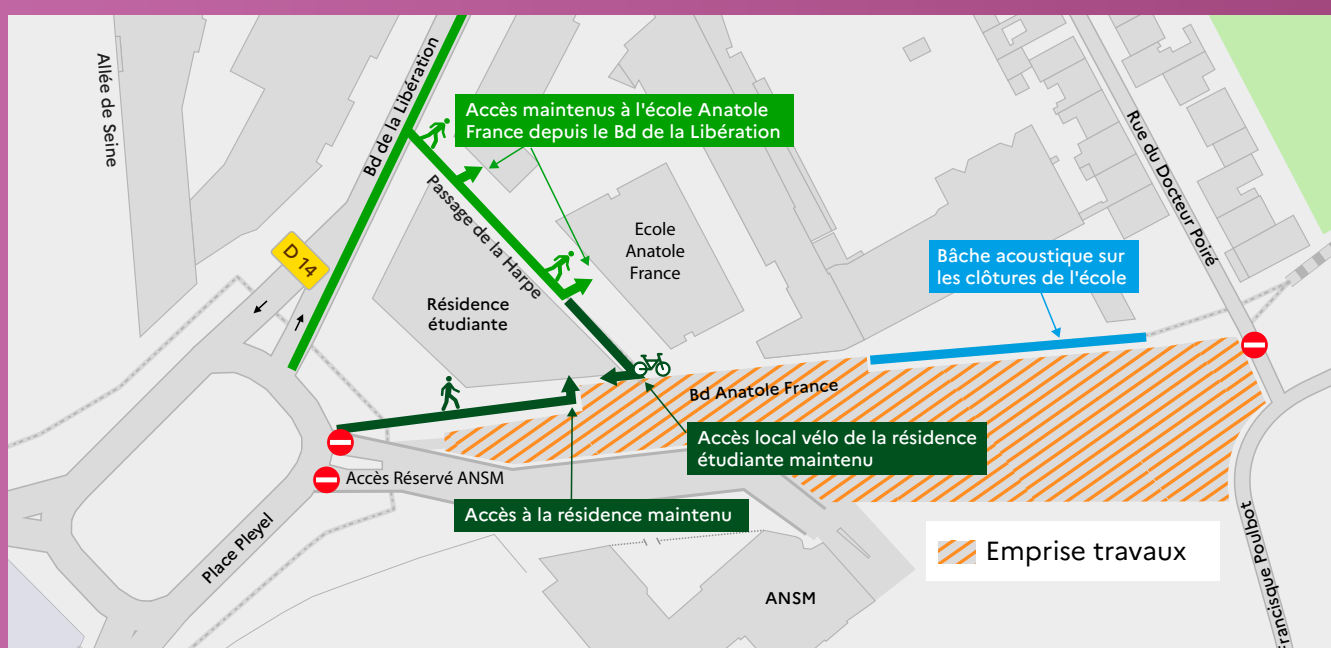 Allée de Seine
Bd de la Libération
Accès maintenus à l'école Anatole
France depuis le Bd de la Libération
Rue du Docteur Poiré
Passage de la Harpe
Ecole
Anatole
France
D 14
Bâche acoustique sur
les clôtures de l'école
Résidence
étudiante
Bd Anatole France
Accès local vélo de la résidence
étudiante maintenu
Accès Réservé ANSM
Accès à la résidence maintenu
Place Pleyel
Emprise travaux
ANSM
Francisque Poulbot